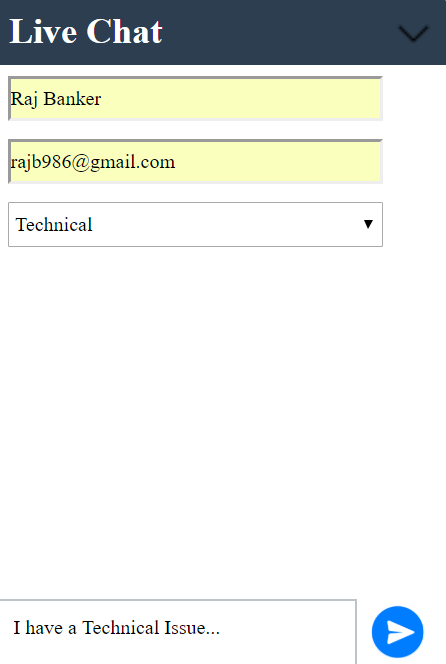 Live Chat
Raj Banker
rajb986@gmail.com
Technical
I have a Technical Issue...